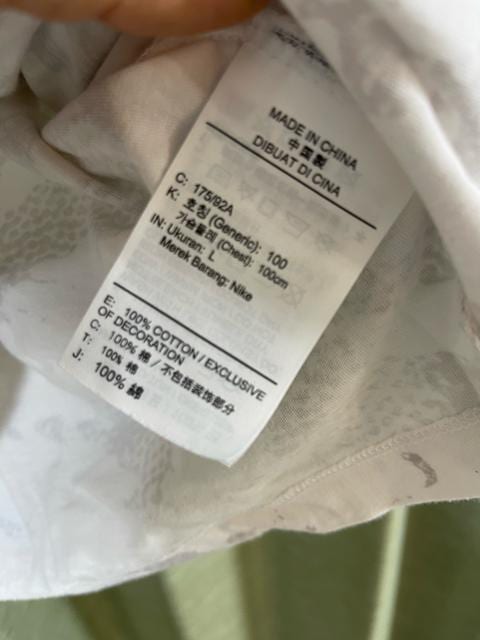 MADE IN CHINA
中国製
DIBUAT DI CINA
C: 175/92A
K: 호칭 (Generic): 100
가슴둘레 (Chest): 100cm
IN: Ukuran: L
Merek Barang: Nike
E: 100% COTTON / EXCLUSIVE
OF DECORATION
C: 100% 棉 / 不包括装饰部分
T: 100% 棉
J: 100% 綿